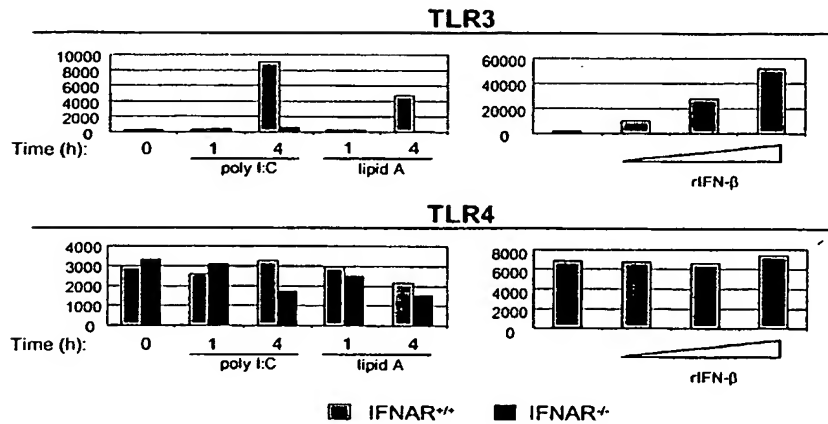 TLR3
10000
8000
6000
4000
2000
0
Time (h): 0 1 4 1 4
poly I:C lipid A
60000
40000
20000
0
rIFN-β
TLR4
4000
3000
2000
1000
0
Time (h): 0 1 4 1 4
poly I:C lipid A
8000
6000
4000
2000
0
rIFN-β
IFNAR+/+ IFNAR-/-